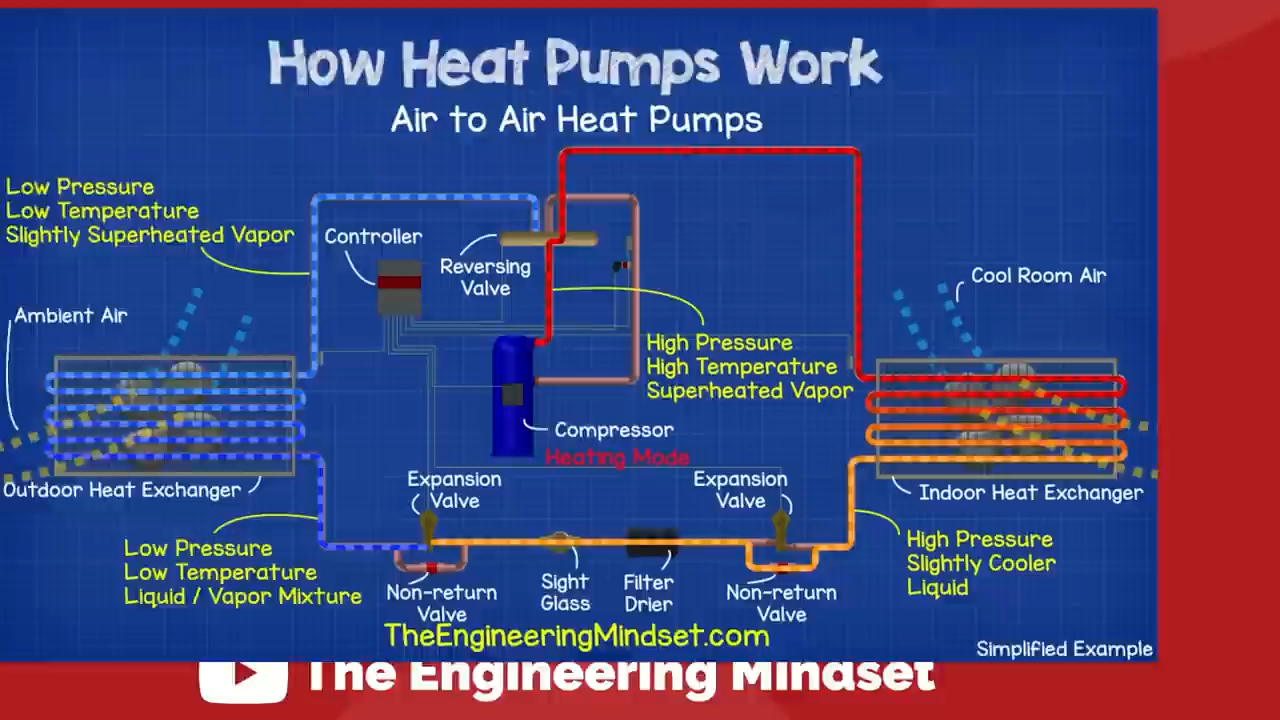 How Heat Pumps Work
Air to Air Heat Pumps
Low Pressure
Low Temperature
Slightly Superheated Vapor
Controller
Reversing
Valve
Cool Room Air
Ambient Air
High Pressure
High Temperature
Superheated Vapor
Compressor
Heating Mode
Expansion
Valve
Expansion
Valve
Outdoor Heat Exchanger
Indoor Heat Exchanger
Low Pressure
Low Temperature
Liquid / Vapor Mixture
High Pressure
Slightly Cooler
Liquid
Non-return
Valve
Sight
Glass
Filter
Drier
Non-return
Valve
TheEngineeringMindset.com
Simplified Example
The Engineering Mindset